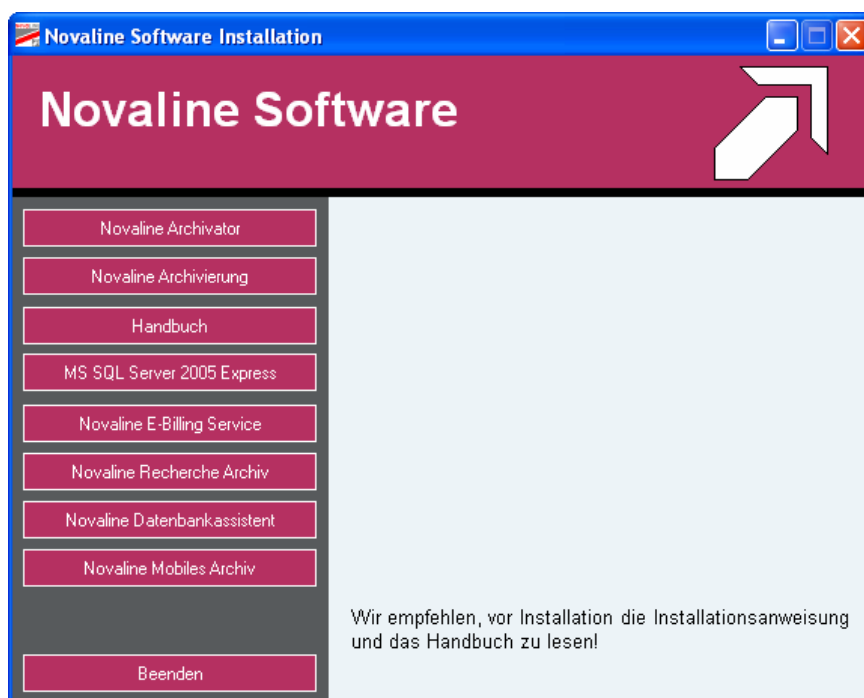 Novaline Software Installation
Novaline Software
Novaline Archivator
Novaline Archivierung
Handbuch
MS SQL Server 2005 Express
Novaline E-Billing Service
Novaline Recherche Archiv
Novaline Datenbankassistent
Novaline Mobiles Archiv
Beenden
Wir empfehlen, vor Installation die Installationsanweisung
und das Handbuch zu lesen!